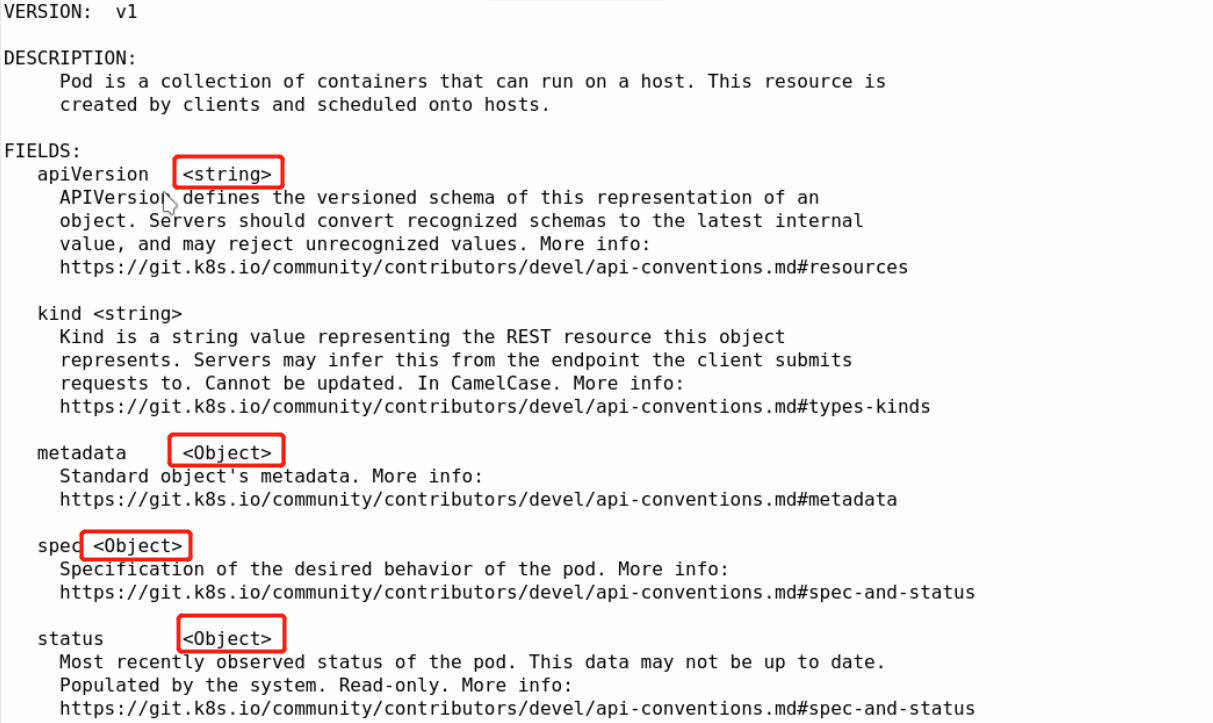 VERSION:  v1
DESCRIPTION:
Pod is a collection of containers that can run on a host. This resource is
created by clients and scheduled onto hosts.
FIELDS:
apiVersion   <string>
APIVersion defines the versioned schema of this representation of an
object. Servers should convert recognized schemas to the latest internal
value, and may reject unrecognized values. More info:
https://git.k8s.io/community/contributors/devel/api-conventions.md#resources
kind <string>
Kind is a string value representing the REST resource this object
represents. Servers may infer this from the endpoint the client submits
requests to. Cannot be updated. In CamelCase. More info:
https://git.k8s.io/community/contributors/devel/api-conventions.md#types-kinds
metadata     <Object>
Standard object's metadata. More info:
https://git.k8s.io/community/contributors/devel/api-conventions.md#metadata
spec <Object>
Specification of the desired behavior of the pod. More info:
https://git.k8s.io/community/contributors/devel/api-conventions.md#spec-and-status
status       <Object>
Most recently observed status of the pod. This data may not be up to date.
Populated by the system. Read-only. More info:
https://git.k8s.io/community/contributors/devel/api-conventions.md#spec-and-status